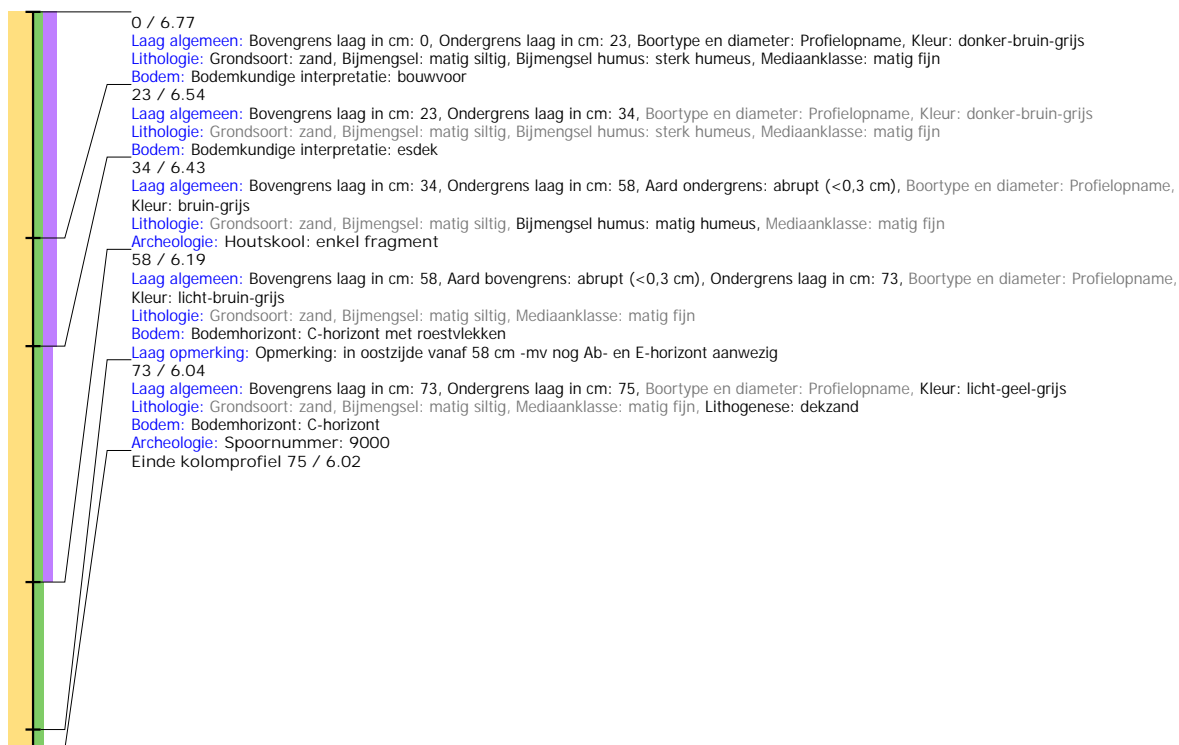 0 / 6.77
Laag algemeen: Bovengrens laag in cm: 0, Ondergrens laag in cm: 23, Boortype en diameter: Profielopname, Kleur: donker-bruin-grijs
Lithologie: Grondsoort: zand, Bijmengsel: matig siltig, Bijmengsel humus: sterk humeus, Mediaanklasse: matig fijn
Bodem: Bodemkundige interpretatie: bouwvoor
23 / 6.54
Laag algemeen: Bovengrens laag in cm: 23, Ondergrens laag in cm: 34, Boortype en diameter: Profielopname, Kleur: donker-bruin-grijs
Lithologie: Grondsoort: zand, Bijmengsel: matig siltig, Bijmengsel humus: sterk humeus, Mediaanklasse: matig fijn
Bodem: Bodemkundige interpretatie: esdek
34 / 6.43
Laag algemeen: Bovengrens laag in cm: 34, Ondergrens laag in cm: 58, Aard ondergrens: abrupt (<0,3 cm), Boortype en diameter: Profielopname,
Kleur: bruin-grijs
Lithologie: Grondsoort: zand, Bijmengsel: matig siltig, Bijmengsel humus: matig humeus, Mediaanklasse: matig fijn
Archeologie: Houtskool: enkel fragment
58 / 6.19
Laag algemeen: Bovengrens laag in cm: 58, Aard bovengrens: abrupt (<0,3 cm), Ondergrens laag in cm: 73, Boortype en diameter: Profielopname,
Kleur: licht-bruin-grijs
Lithologie: Grondsoort: zand, Bijmengsel: matig siltig, Mediaanklasse: matig fijn
Bodem: Bodemhorizont: C-horizont met roestvlekken
Laag opmerking: Opmerking: in oostzijde vanaf 58 cm -mv nog Ab- en E-horizont aanwezig
73 / 6.04
Laag algemeen: Bovengrens laag in cm: 73, Ondergrens laag in cm: 75, Boortype en diameter: Profielopname, Kleur: licht-geel-grijs
Lithologie: Grondsoort: zand, Bijmengsel: matig siltig, Mediaanklasse: matig fijn, Lithogenese: dekzand
Bodem: Bodemhorizont: C-horizont
Archeologie: Spoornummer: 9000
Einde kolomprofiel 75 / 6.02